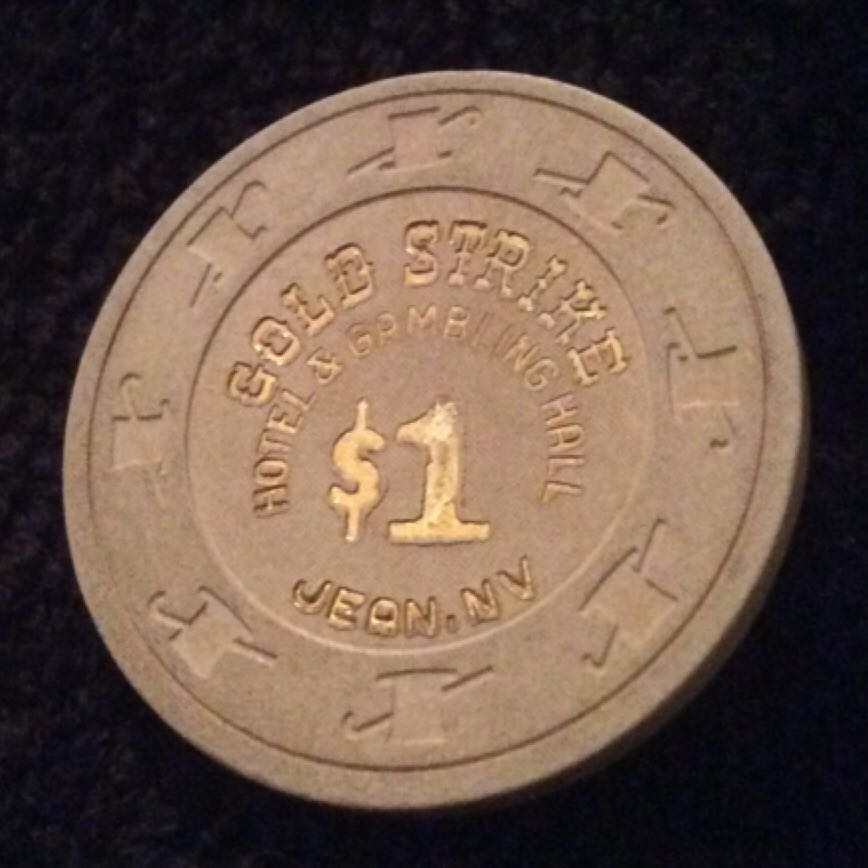 GOLD STRIKE
HOTEL & GAMBLING HALL
$1
JEAN, NV